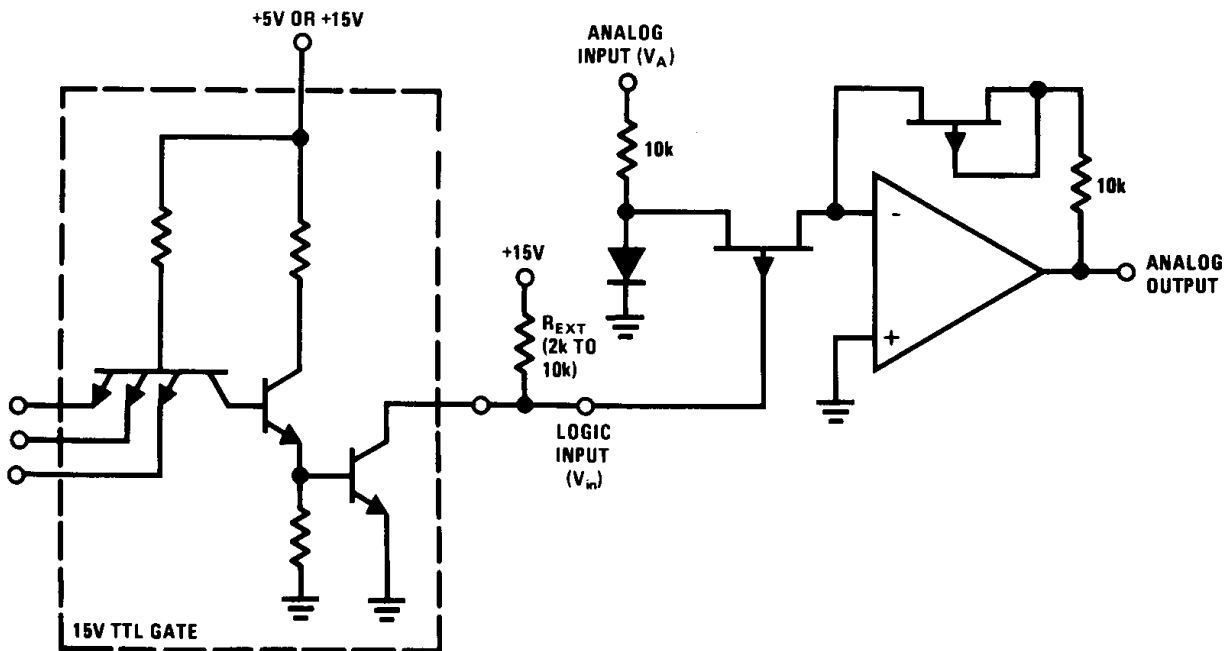 +5V OR +15V
ANALOG
INPUT (VA)
10k
10k
+15V
REXT
(2k TO
10k)
LOGIC
INPUT
(Vin)
-
+
ANALOG
OUTPUT
15V TTL GATE